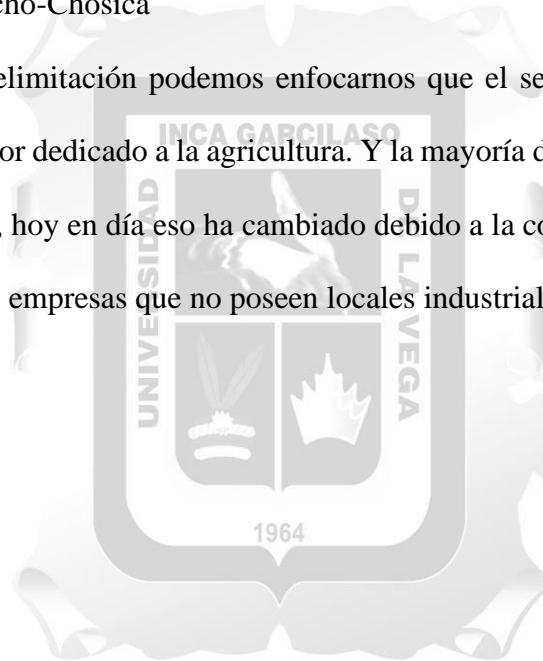 cho-Chosica
elimitación podemos enfocarnos que el se
or dedicado a la agricultura. Y la mayoría d
, hoy en día eso ha cambiado debido a la co
empresas que no poseen locales industrial
INCA GARCILASO
UNIVERSIDAD
DE LA VEGA
1964